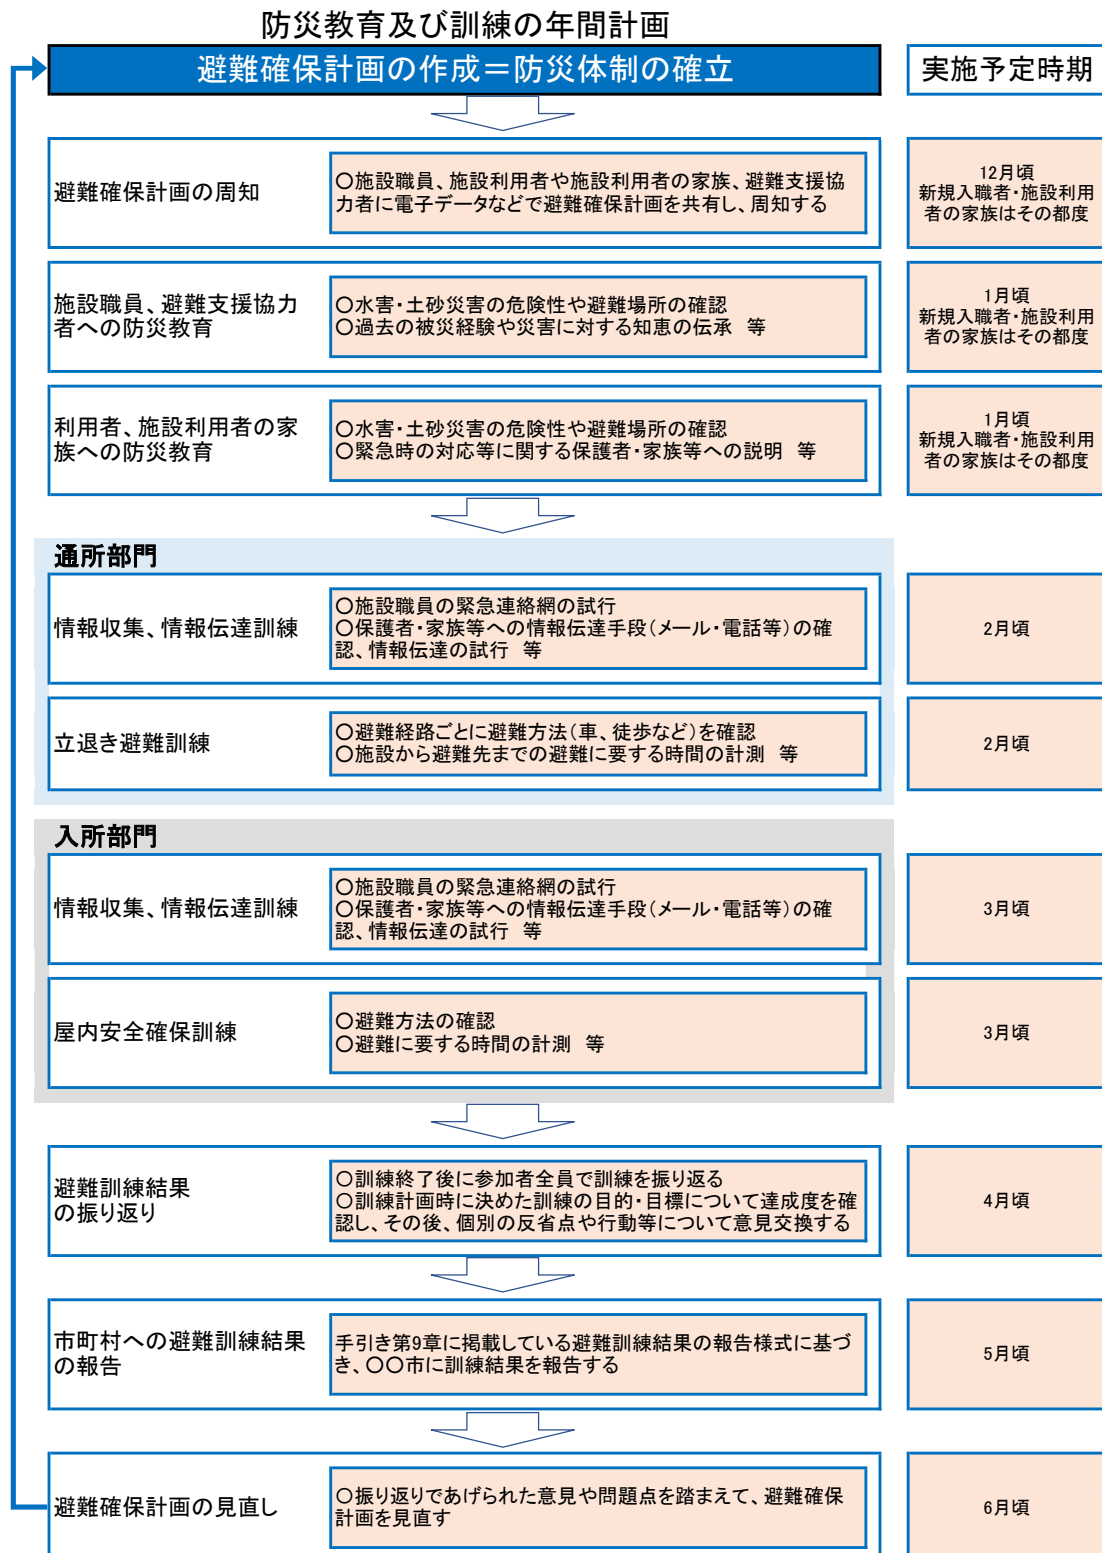 防災教育及び訓練の年間計画
避難確保計画の作成＝防災体制の確立
実施予定時期
避難確保計画の周知
○施設職員、施設利用者や施設利用者の家族、避難支援協
力者に電子データなどで避難確保計画を共有し、周知する
12月頃
新規入職者・施設利用
者の家族はその都度
施設職員、避難支援協力
者への防災教育
○水害・土砂災害の危険性や避難場所の確認
○過去の被災経験や災害に対する知恵の伝承　等
1月頃
新規入職者・施設利用
者の家族はその都度
利用者、施設利用者の家
族への防災教育
○水害・土砂災害の危険性や避難場所の確認
○緊急時の対応等に関する保護者・家族等への説明　等
1月頃
新規入職者・施設利用
者の家族はその都度
通所部門
情報収集、情報伝達訓練
○施設職員の緊急連絡網の試行
○保護者・家族等への情報伝達手段（メール・電話等）の確
認、情報伝達の試行　等
2月頃
立退き避難訓練
○避難経路ごとに避難方法（車、徒歩など）を確認
○施設から避難先までの避難に要する時間の計測　等
2月頃
入所部門
情報収集、情報伝達訓練
○施設職員の緊急連絡網の試行
○保護者・家族等への情報伝達手段（メール・電話等）の確
認、情報伝達の試行　等
3月頃
屋内安全確保訓練
○避難方法の確認
○避難に要する時間の計測　等
3月頃
避難訓練結果
の振り返り
○訓練終了後に参加者全員で訓練を振り返る
○訓練計画時に決めた訓練の目的・目標について達成度を確
認し、その後、個別の反省点や行動等について意見交換する
4月頃
市町村への避難訓練結果
の報告
手引き第9章に掲載している避難訓練結果の報告様式に基づ
き、○○市に訓練結果を報告する
5月頃
避難確保計画の見直し
○振り返りであげられた意見や問題点を踏まえて、避難確保
計画を見直す
6月頃